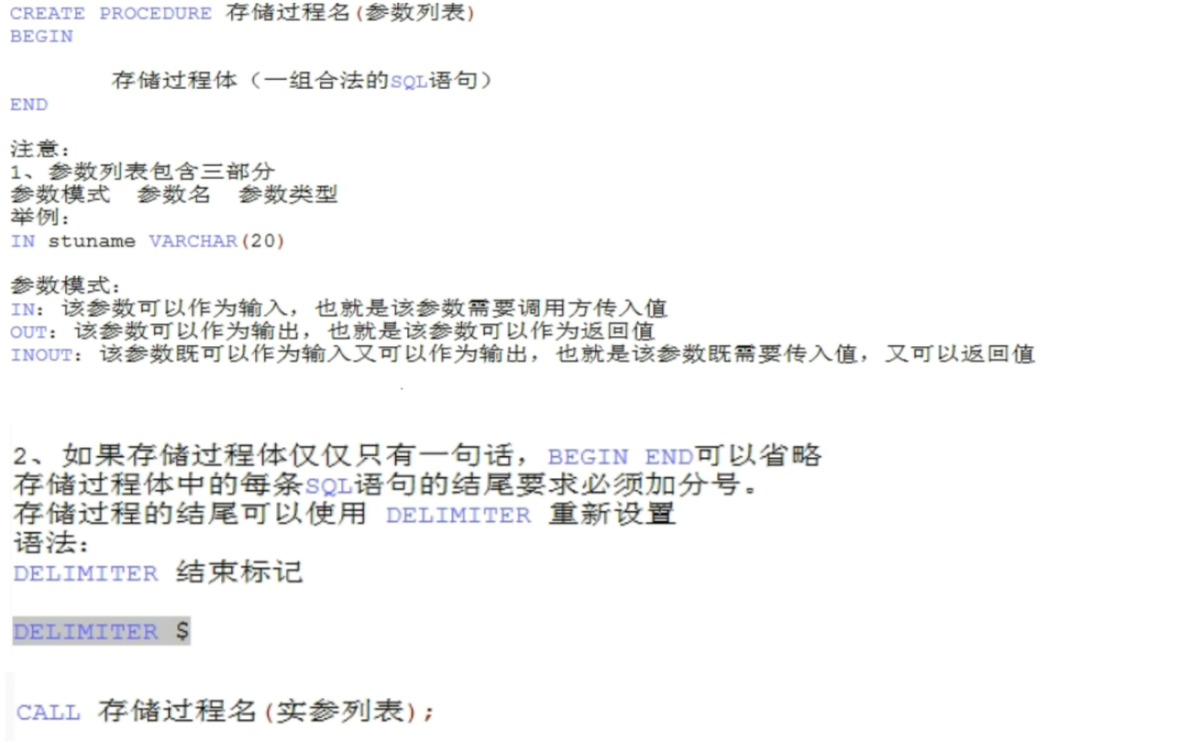 CREATE PROCEDURE 存储过程名(参数列表)
BEGIN
存储过程体（一组合法的SQL语句）
END
注意：
1、参数列表包含三部分
参数模式 参数名 参数类型
举例：
IN stuname VARCHAR(20)
参数模式：
IN：该参数可以作为输入，也就是该参数需要调用方传入值
OUT：该参数可以作为输出，也就是该参数可以作为返回值
INOUT：该参数既可以作为输入又可以作为输出，也就是该参数既需要传入值，又可以返回值
2、如果存储过程体仅仅只有一句话，BEGIN END可以省略
存储过程体中的每条SQL语句的结尾要求必须加分号。
存储过程的结尾可以使用 DELIMITER 重新设置
语法：
DELIMITER 结束标记
DELIMITER $
CALL 存储过程名(实参列表);